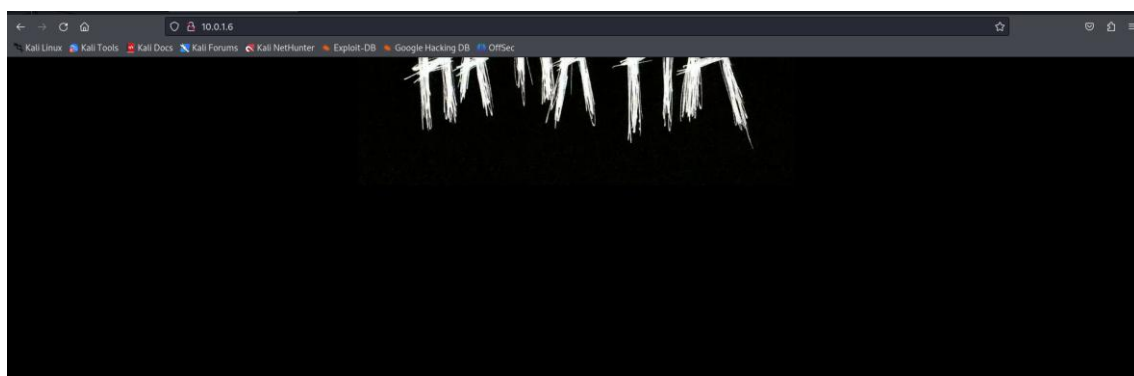 10.0.1.6
Kali Linux Kali Tools Kali Docs Kali Forums Kali NetHunter Exploit-DB Google Hacking DB OffSec